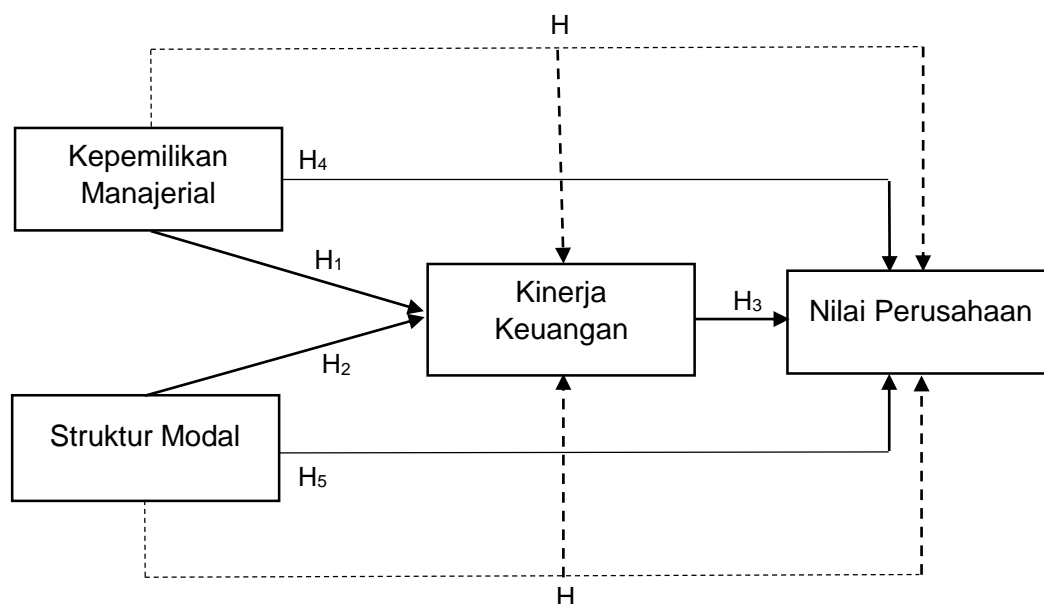 H
Kepemilikan
Manajerial
H₄
H₁
Kinerja
Keuangan
H₃
Nilai Perusahaan
H₂
Struktur Modal
H₅
H